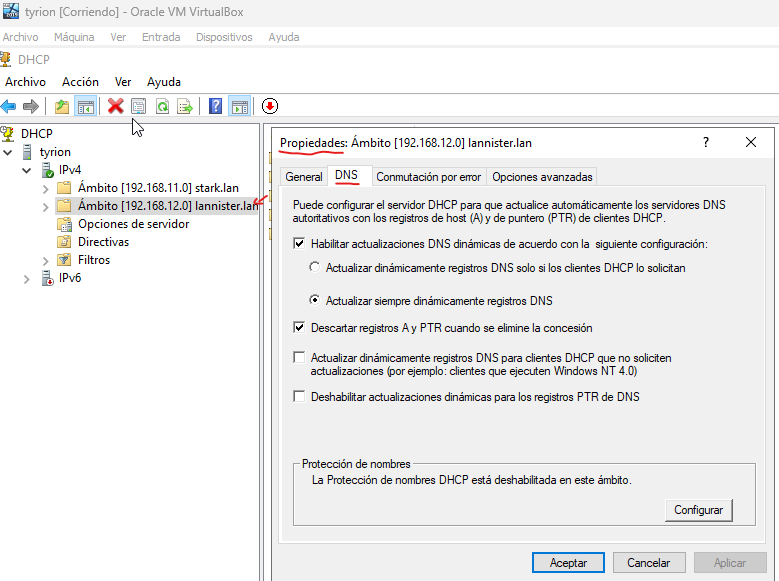 tyrion [Corriendo] - Oracle VM VirtualBox
Archivo Máquina Ver Entrada Dispositivos Ayuda
DHCP
Archivo Acción Ver Ayuda
DHCP
tyrion
IPv4
Ámbito [192.168.11.0] stark.lan
Ámbito [192.168.12.0] lannister.lan
Opciones de servidor
Directivas
Filtros
IPv6
Propiedades: Ámbito [192.168.12.0] lannister.lan
General DNS Conmutación por error Opciones avanzadas
Puede configurar el servidor DHCP para que actualice automáticamente los servidores DNS
autoritativos con los registros de host (A) y de puntero (PTR) de clientes DHCP.
Habilitar actualizaciones DNS dinámicas de acuerdo con la siguiente configuración:
Actualizar dinámicamente registros DNS solo si los clientes DHCP lo solicitan
Actualizar siempre dinámicamente registros DNS
Descartar registros A y PTR cuando se elimine la concesión
Actualizar dinámicamente registros DNS para clientes DHCP que no soliciten
actualizaciones (por ejemplo: clientes que ejecuten Windows NT 4.0)
Deshabilitar actualizaciones dinámicas para los registros PTR de DNS
Protección de nombres
La Protección de nombres DHCP está deshabilitada en este ámbito.
Configurar
Aceptar Cancelar Aplicar